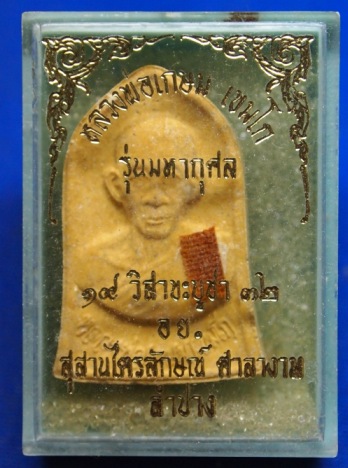 หลวงพ่อเกษม เขมโก
รุ่นมหากุศล
๑๙ วิสาขะบูชา ๓๒
อย.
สุสานไตรลักษณ์ ศาลางาม
ลำปาง